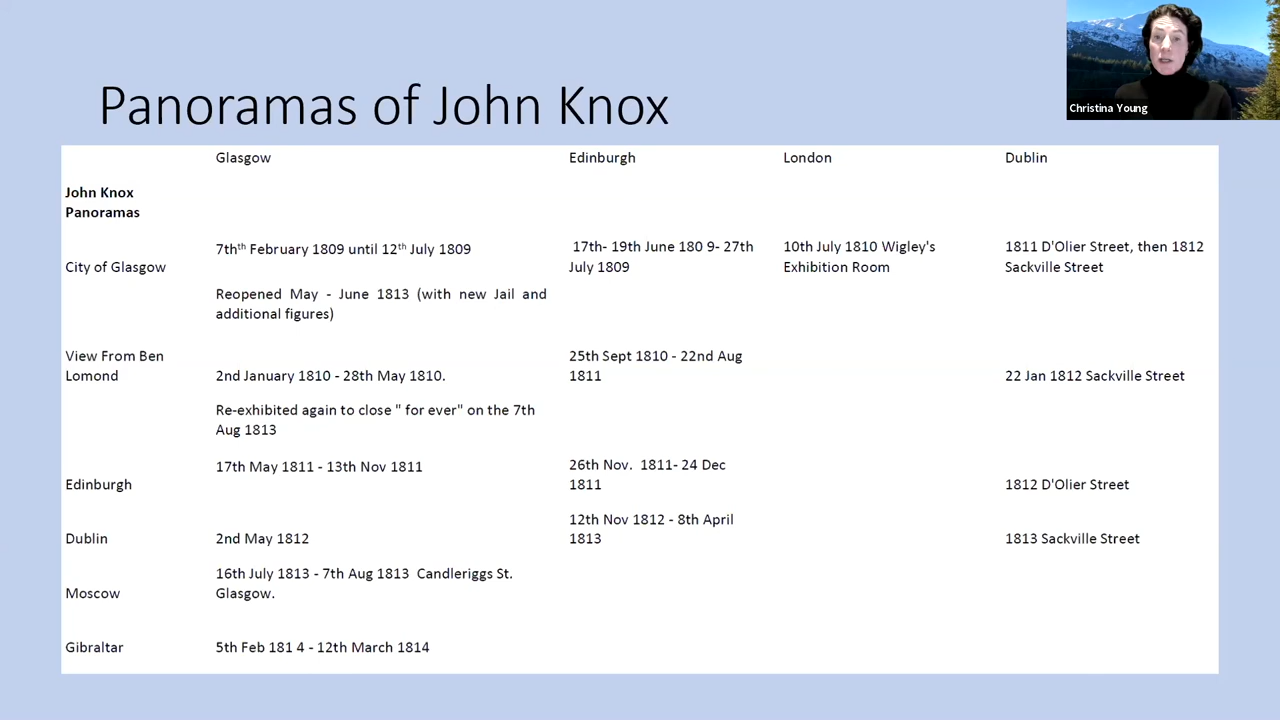 Panoramas of John Knox
Christina Young
Glasgow Edinburgh London Dublin
John Knox
Panoramas
City of Glasgow
7thth February 1809 until 12th July 1809
17th- 19th June 180 9- 27th
July 1809
10th July 1810 Wigley's
Exhibition Room
1811 D'Olier Street, then 1812
Sackville Street
Reopened May - June 1813 (with new Jail and
additional figures)
View From Ben
Lomond
2nd January 1810 - 28th May 1810.
25th Sept 1810 - 22nd Aug
1811
22 Jan 1812 Sackville Street
Re-exhibited again to close " for ever" on the 7th
Aug 1813
Edinburgh
17th May 1811 - 13th Nov 1811
26th Nov. 1811- 24 Dec
1811
1812 D'Olier Street
Dublin
2nd May 1812
12th Nov 1812 - 8th April
1813
1813 Sackville Street
Moscow
16th July 1813 - 7th Aug 1813 Candleriggs St.
Glasgow.
Gibraltar
5th Feb 181 4 - 12th March 1814